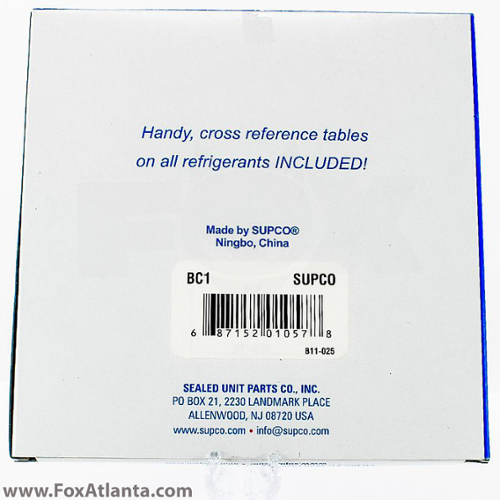 Handy, cross reference tables
on all refrigerants INCLUDED!
Made by SUPCO®
Ningbo, China
BC1 SUPCO
6 87152 01057 8
B11-025
SEALED UNIT PARTS CO., INC.
PO BOX 21, 2230 LANDMARK PLACE
ALLENWOOD, NJ 08720 USA
www.supco.com • info@supco.com
www.FoxAtlanta.com